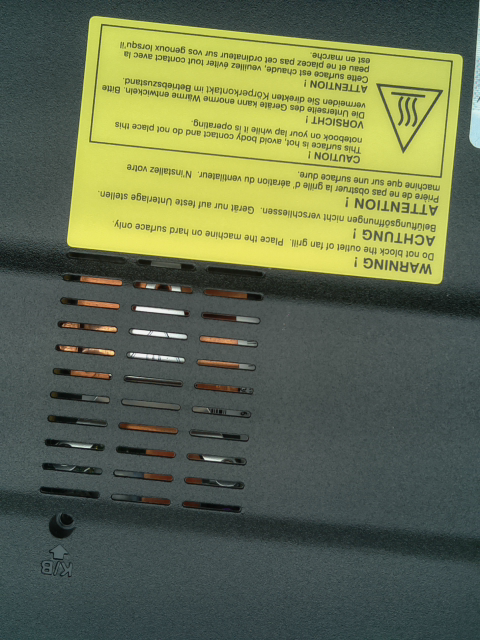 WARNING !
Do not block the outlet of fan grill. Place the machine on hard surface only
ACHTUNG !
Belüftungsöffnungen nicht verschliessen. Gerät nur auf feste Unterlage stellen.
ATTENTION !
Prière de ne pas obstruer la grille d' aération du ventilateur. N'installez votre
machine que sur une surface dure.
CAUTION !
This surface is hot, avoid body contact and do not place this
notebook on your lap while it is operating.
VORSICHT !
Die Unterseite des Geräts kann enorme Wärme entwickeln. Bitte
vermeiden Sie direkten Körperkontakt im Betriebszustand.
ATTENTION !
Cette surface est chaude, veuillez éviter tout contact avec la
peau et ne placez pas cet ordinateur sur vos genoux lorsqu'il
est en marche.
K/B